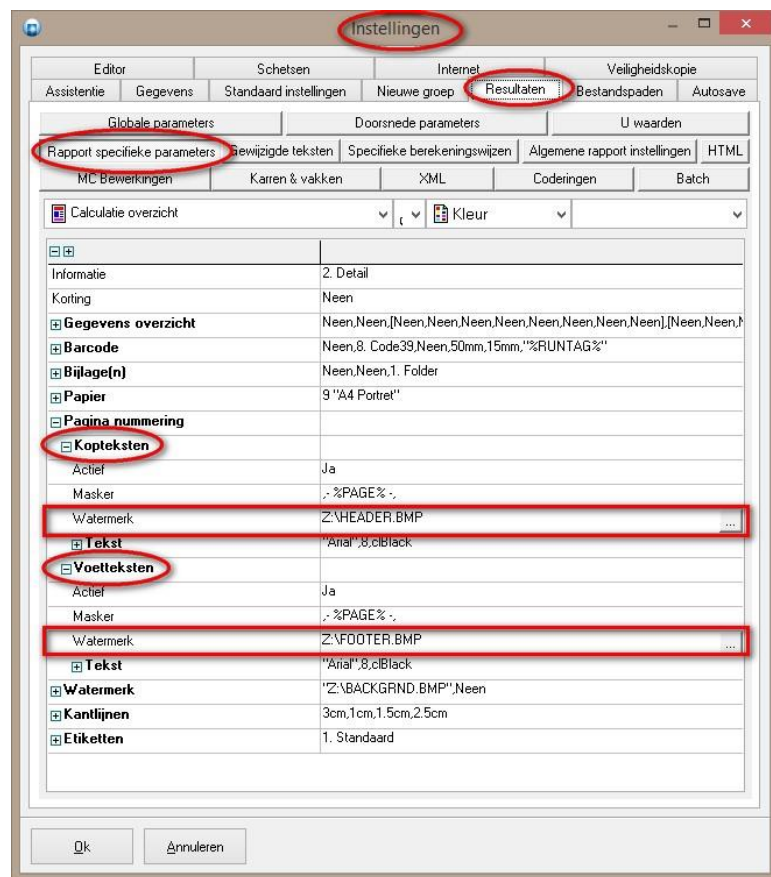 Instellingen
Editor Schetsen Internet Veiligheidskopie
Assistentie Gegevens Standaard instellingen Nieuwe groep Resultaten Bestandspaden Autosave
Globale parameters Doorsnede parameters U waarden
Rapport specifieke parameters Gewijzigde teksten Specifieke berekeningswijzen Algemene rapport instellingen HTML
MC Bewerkingen Karren & vakken XML Coderingen Batch
Calculatie overzicht Kleur
Informatie 2. Detail
Korting Neen
Gegevens overzicht Neen,Neen,[Neen,Neen,Neen,Neen,Neen,Neen,Neen,Neen],[Neen,Neen,N
Barcode Neen,8. Code39,Neen,50mm,15mm,"%RUNTAG%"
Bijlage(n) Neen,Neen,1. Folder
Papier 9 "A4 Portret"
Pagina nummering
Kopteksten
Actief Ja
Masker ,- %PAGE% -,
Watermerk Z:\HEADER.BMP ...
Tekst "Arial",8,clBlack
Voetteksten
Actief Ja
Masker ,- %PAGE% -,
Watermerk Z:\FOOTER.BMP ...
Tekst "Arial",8,clBlack
Watermerk "Z:\BACKGRND.BMP",Neen
Kantlijnen 3cm,1cm,1.5cm,2.5cm
Etiketten 1. Standaard
Ok Annuleren